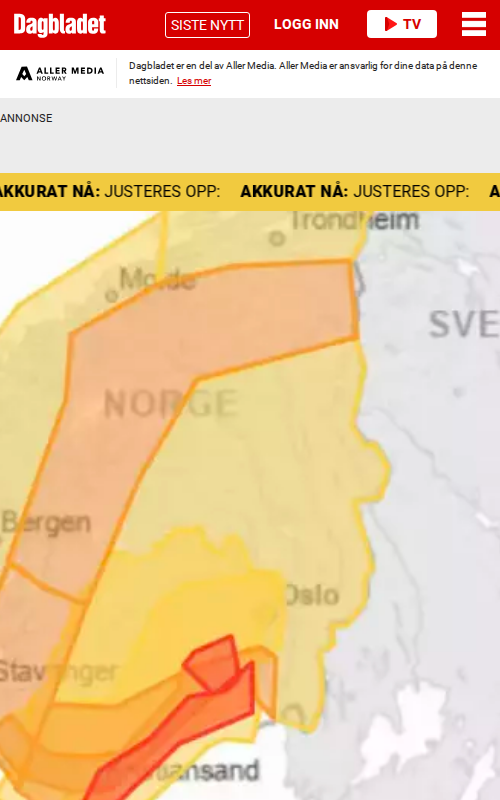 Dagbladet
SISTE NYTT
LOGG INN
TV
ALLER MEDIA
NORWAY
Dagbladet er en del av Aller Media. Aller Media er ansvarlig for dine data på denne
nettsiden. Les mer
ANNONSE
AKKURAT NÅ: JUSTERES OPP: AKKURAT NÅ: JUSTERES OPP: A
Trondheim
Molde
SVE
NORGE
Bergen
Oslo
Stavanger
ansand